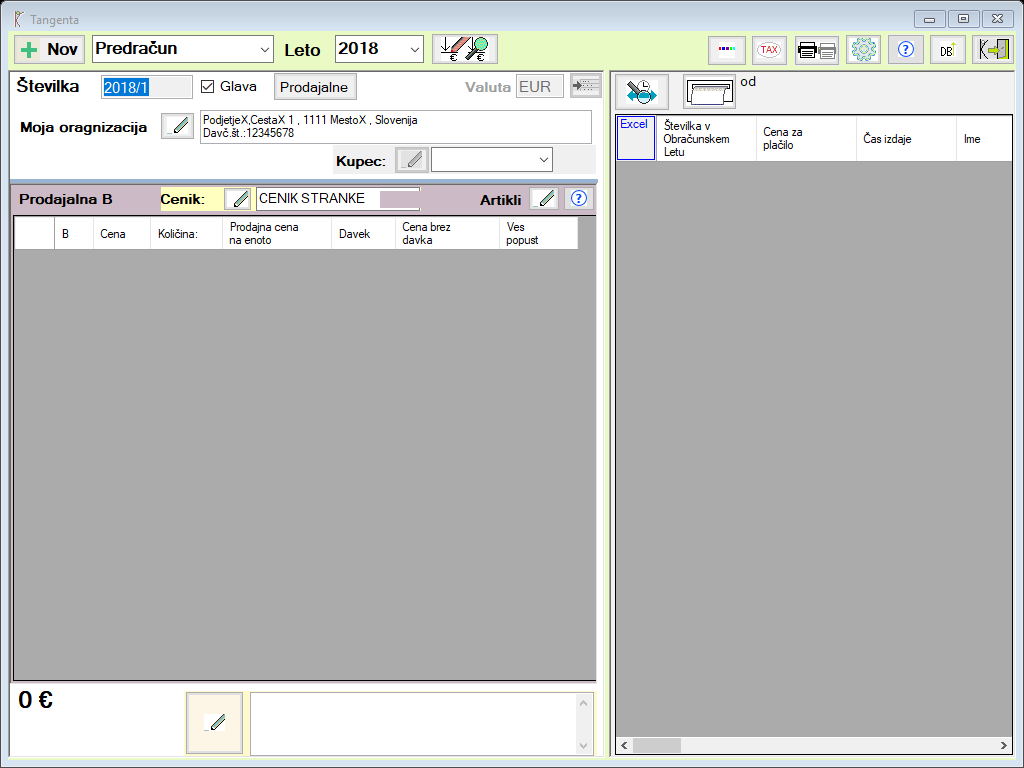 Tangenta
Nov
Predračun
Leto
2018
TAX
?
DB
Številka
2018/1
Glava
Prodajalne
Valuta
EUR
od
Moja oragnizacija
PodjetjeX,CestaX 1 , 1111 MestoX , Slovenija
Davč.št.:12345678
Kupec:
Prodajalna B
Cenik:
CENIK STRANKE
Artikli
?
B
Cena
Količina:
Prodajna cena
na enoto
Davek
Cena brez
davka
Ves
popust
Excel
Številka v
Obračunskem
Letu
Cena za
plačilo
Čas izdaje
Ime
0 €